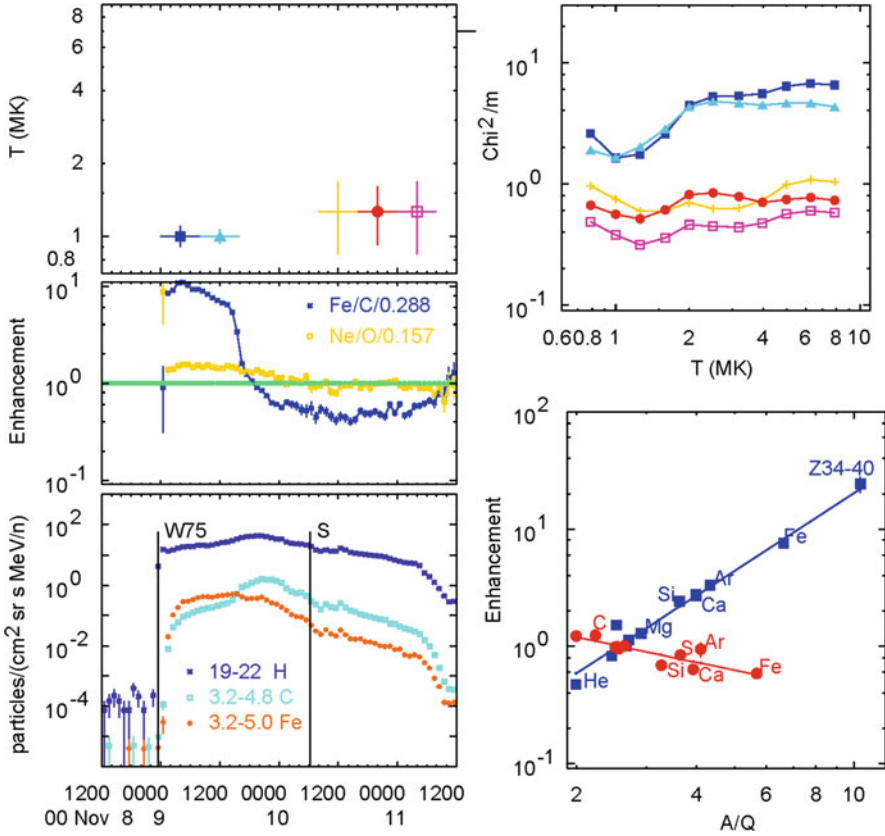 8
6
4
2
1
0.8
T (MK)
10^1
10^0
10^-1
Enhancement
Fe/C/0.288
Ne/O/0.157
10^2
10^0
10^-2
10^-4
particles/(cm^2 sr s MeV/n)
W75
S
19-22 H
3.2-4.8 C
3.2-5.0 Fe
1200 0000 1200 0000 1200 0000 1200
00 Nov 8 9 10 11
10^1
10^0
10^-1
Chi^2/m
0.6 0.8 1 2 4 6 8 10
T (MK)
10^2
10^1
10^0
10^-1
Enhancement
Z34-40
Fe
Si
Ar
Ca
C
Mg
S
Ar
He
Si
Ca
Fe
2 4 6 8 10
A/Q